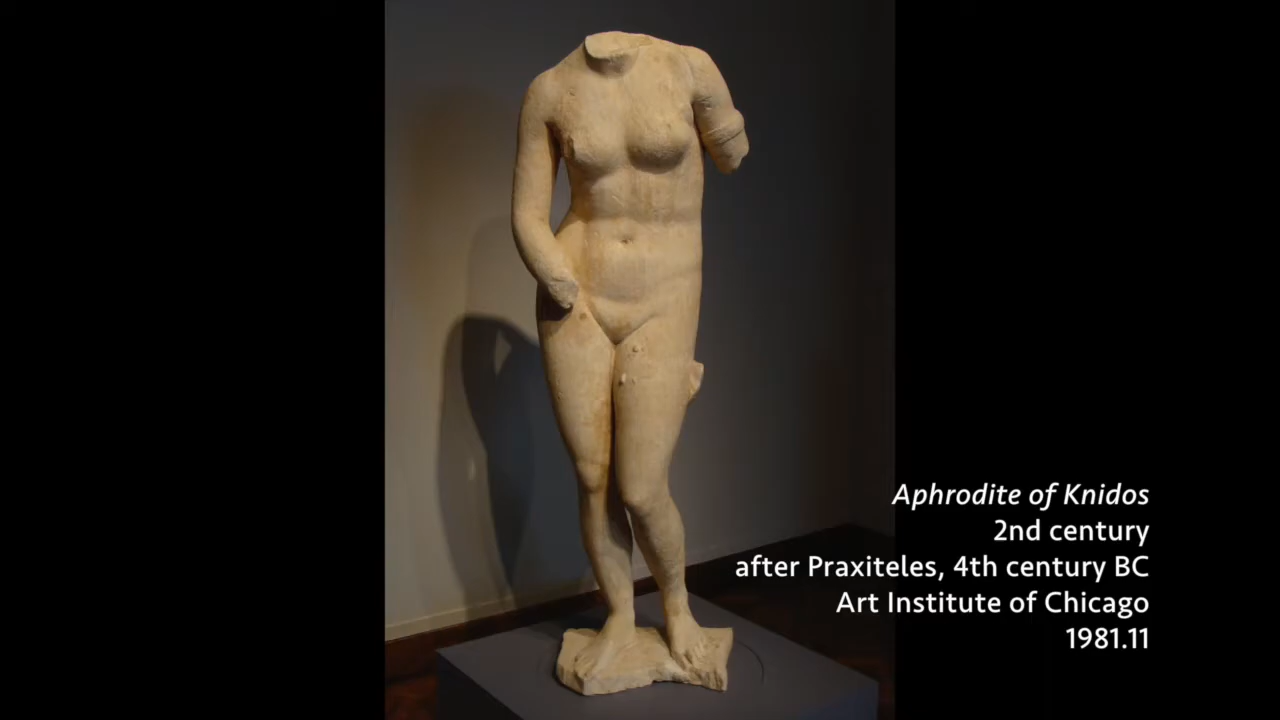 Aphrodite of Knidos
2nd century
after Praxiteles, 4th century BC
Art Institute of Chicago
1981.11